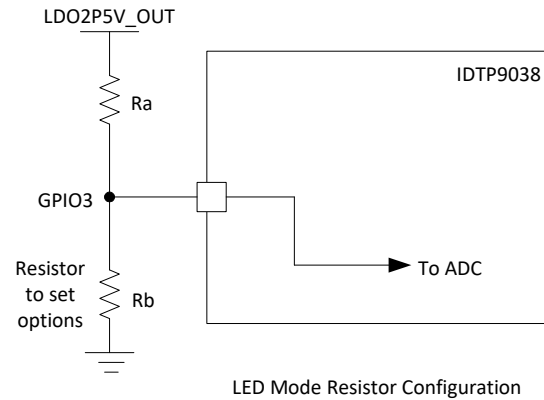 LDO2P5V_OUT
IDTP9038
Ra
GPIO3
To ADC
Resistor
to set
options
Rb
LED Mode Resistor Configuration